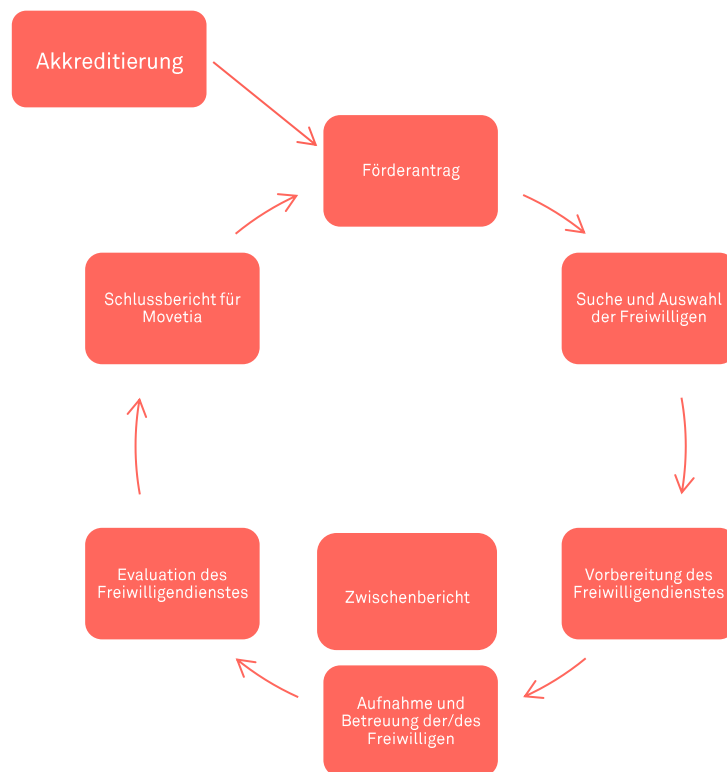 Akkreditierung
Förderantrag
Suche und Auswahl
der Freiwilligen
Vorbereitung des
Freiwilligendienstes
Zwischenbericht
Aufnahme und
Betreuung der/des
Freiwilligen
Evaluation des
Freiwilligendienstes
Schlussbericht für
Movetia